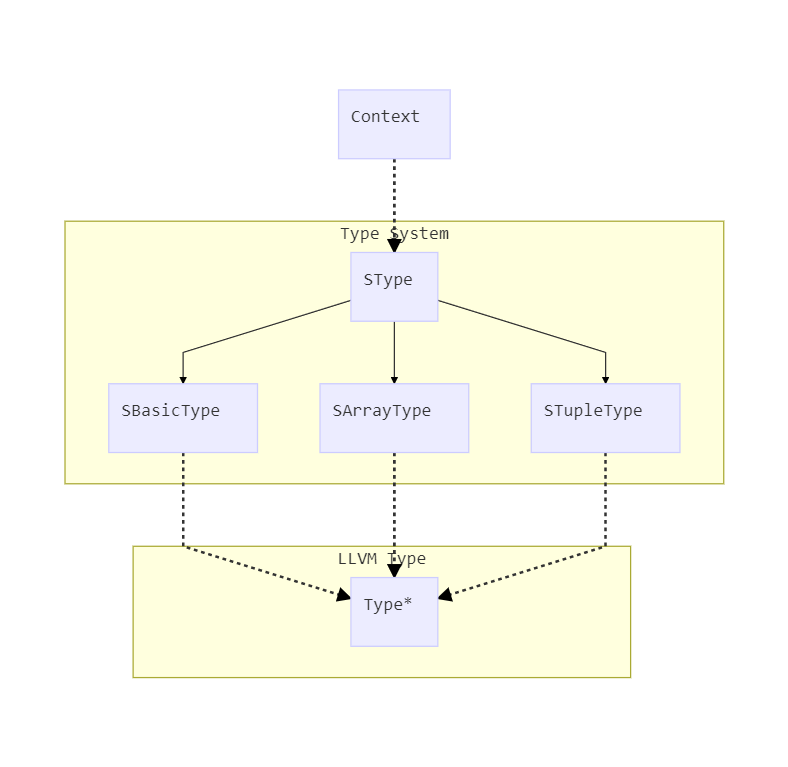 Context
Type System
SType
SBasicType
SArrayType
STupleType
LLVM Type
Type*